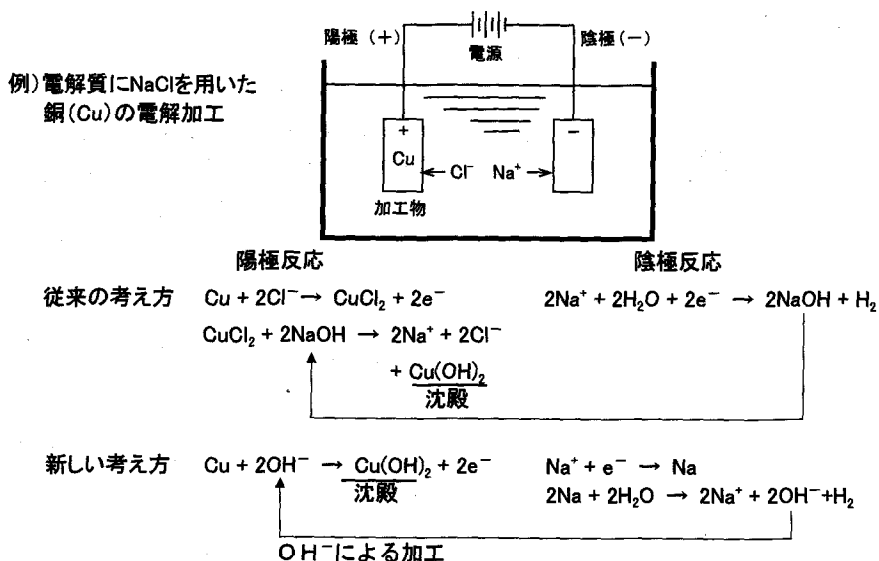 陽極 (+)
電源
陰極(−)
例)電解質にNaClを用いた
銅(Cu)の電解加工
+
Cu
−
Cl⁻ Na⁺
加工物
陽極反応
陰極反応
従来の考え方 Cu + 2Cl⁻ → CuCl₂ + 2e⁻ 2Na⁺ + 2H₂O + 2e⁻ → 2NaOH + H₂
CuCl₂ + 2NaOH → 2Na⁺ + 2Cl⁻
+ Cu(OH)₂
沈殿
新しい考え方 Cu + 2OH⁻ → Cu(OH)₂ + 2e⁻ Na⁺ + e⁻ → Na
沈殿
2Na + 2H₂O → 2Na⁺ + 2OH⁻+H₂
OH⁻による加工